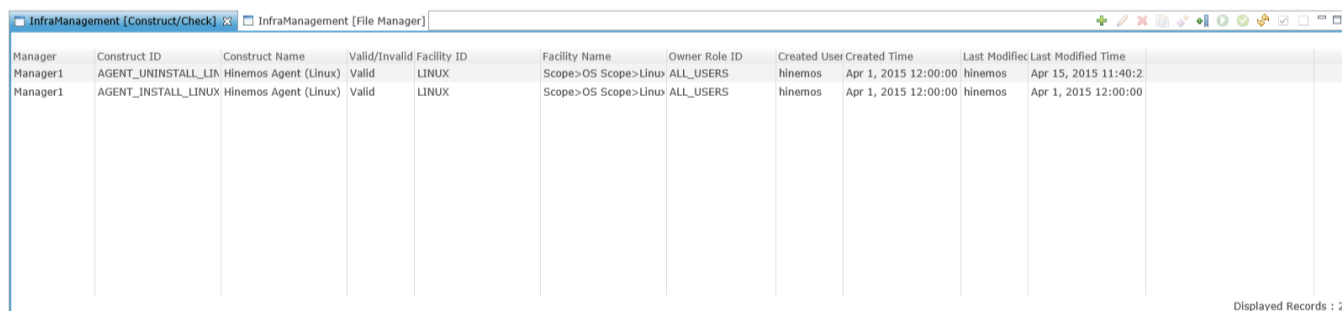 InfraManagement [Construct/Check] InfraManagement [File Manager]
Manager Construct ID Construct Name Valid/Invalid Facility ID Facility Name Owner Role ID Created User Created Time Last Modified Last Modified Time
Manager1 AGENT_UNINSTALL_LIN Hinemos Agent (Linux) Valid LINUX Scope>OS Scope>Linux ALL_USERS hinemos Apr 1, 2015 12:00:00 hinemos Apr 15, 2015 11:40:2
Manager1 AGENT_INSTALL_LINUX Hinemos Agent (Linux) Valid LINUX Scope>OS Scope>Linux ALL_USERS hinemos Apr 1, 2015 12:00:00 hinemos Apr 1, 2015 12:00:00
Displayed Records : 2